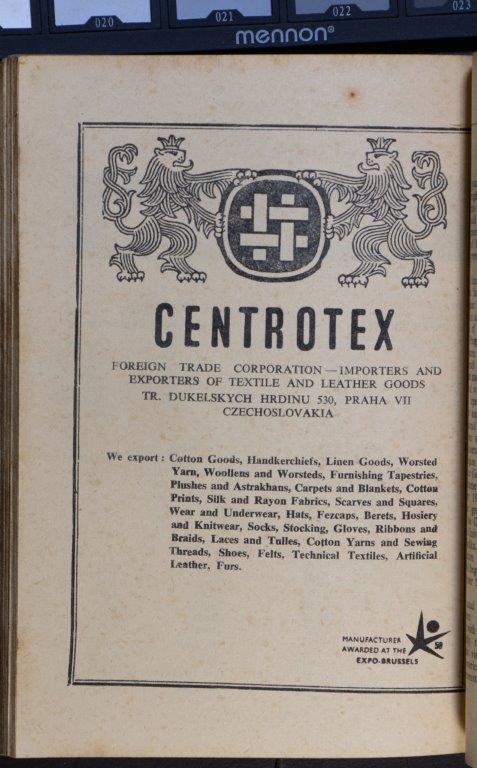 020
021
022
023
mennon®
CENTROTEX
FOREIGN TRADE CORPORATION—IMPORTERS AND
EXPORTERS OF TEXTILE AND LEATHER GOODS
TR. DUKELSKYCH HRDINU 530, PRAHA VII
CZECHOSLOVAKIA
We export : Cotton Goods, Handkerchiefs, Linen Goods, Worsted
Yarn, Woollens and Worsteds, Furnishing Tapestries,
Plushes and Astrakhans, Carpets and Blankets, Cotton
Prints, Silk and Rayon Fabrics, Scarves and Squares,
Wear and Underwear, Hats, Fezcaps, Berets, Hosiery
and Knitwear, Socks, Stocking, Gloves, Ribbons and
Braids, Laces and Tulles, Cotton Yarns and Sewing
Threads, Shoes, Felts, Technical Textiles, Artificial
Leather, Furs.
MANUFACTURER
AWARDED AT THE
EXPO-BRUSSELS
58